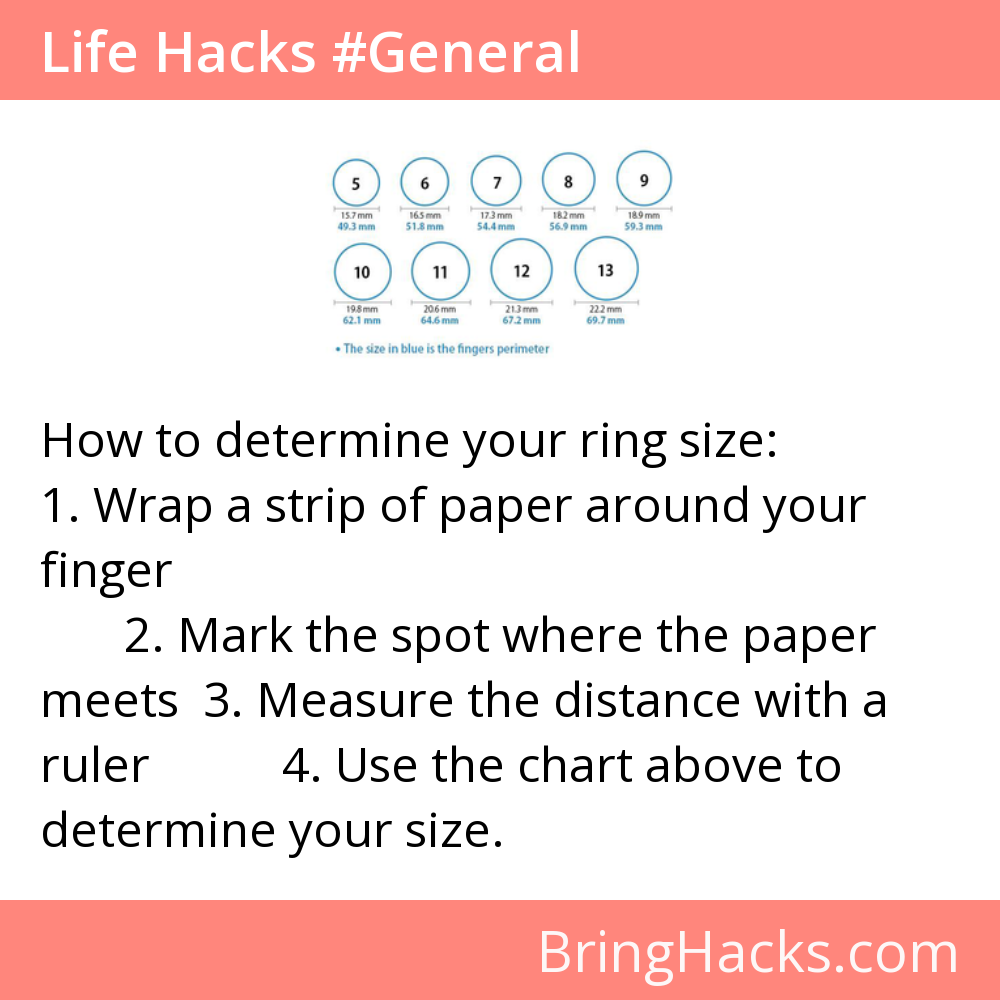 Life Hacks #General
5 6 7 8 9
15.7 mm 16.5 mm 17.3 mm 18.2 mm 18.9 mm
49.3 mm 51.8 mm 54.4 mm 56.9 mm 59.3 mm
10 11 12 13
19.8 mm 20.6 mm 21.3 mm 22.2 mm
62.1 mm 64.6 mm 67.2 mm 69.7 mm
• The size in blue is the fingers perimeter
How to determine your ring size:
1. Wrap a strip of paper around your
finger
2. Mark the spot where the paper
meets 3. Measure the distance with a
ruler 4. Use the chart above to
determine your size.
BringHacks.com